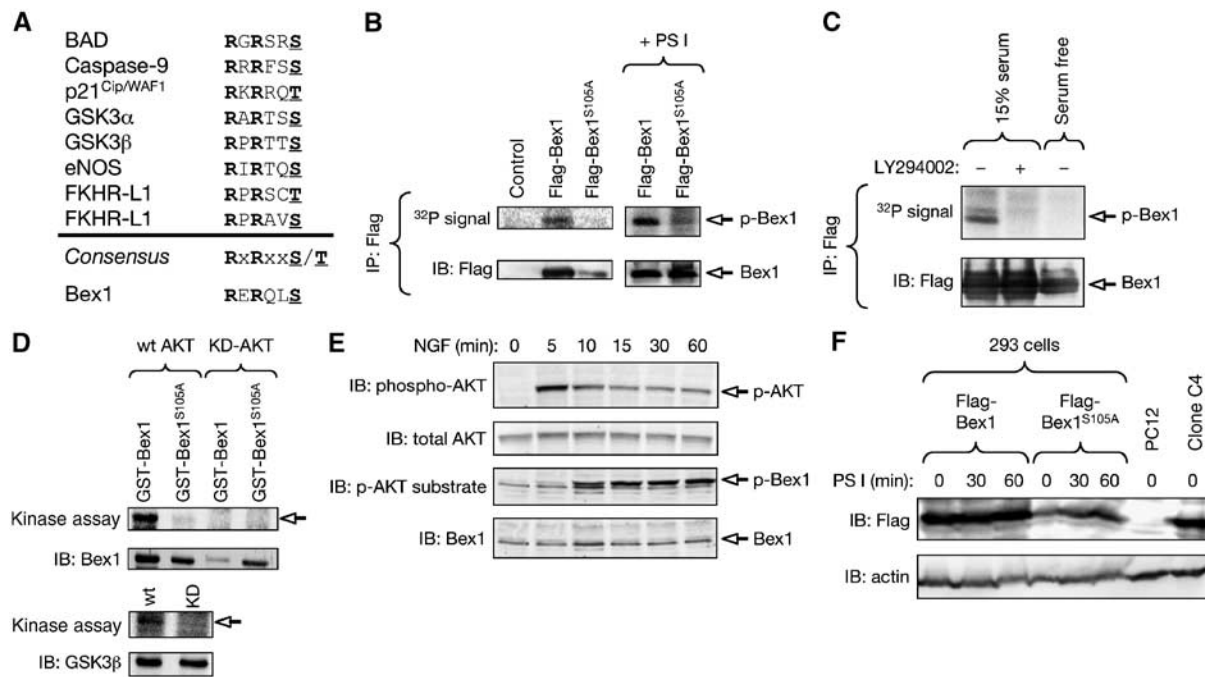 A
BAD RGRSRS
Caspase-9 RRRFSS
p21Cip/WAF1 RKRRQT
GSK3α RARTSS
GSK3β RPRTTS
eNOS RIRTQS
FKHR-L1 RPRSCT
FKHR-L1 RPRAVS
Consensus RxRxxS/T
Bex1 RERQLS
B
+ PS I
Control
Flag-Bex1
Flag-Bex1S105A
Flag-Bex1
Flag-Bex1S105A
IP: Flag
32P signal
p-Bex1
IB: Flag
Bex1
C
15% serum
Serum free
LY294002: – + –
IP: Flag
32P signal
p-Bex1
IB: Flag
Bex1
D
wt AKT KD-AKT
GST-Bex1
GST-Bex1S105A
GST-Bex1
GST-Bex1S105A
Kinase assay
IB: Bex1
wt
KD
Kinase assay
IB: GSK3β
E
NGF (min): 0 5 10 15 30 60
IB: phospho-AKT
p-AKT
IB: total AKT
IB: p-AKT substrate
p-Bex1
IB: Bex1
Bex1
F
293 cells
Flag-Bex1
Flag-Bex1S105A
PC12
Clone C4
PS I (min): 0 30 60 0 30 60 0 0
IB: Flag
IB: actin